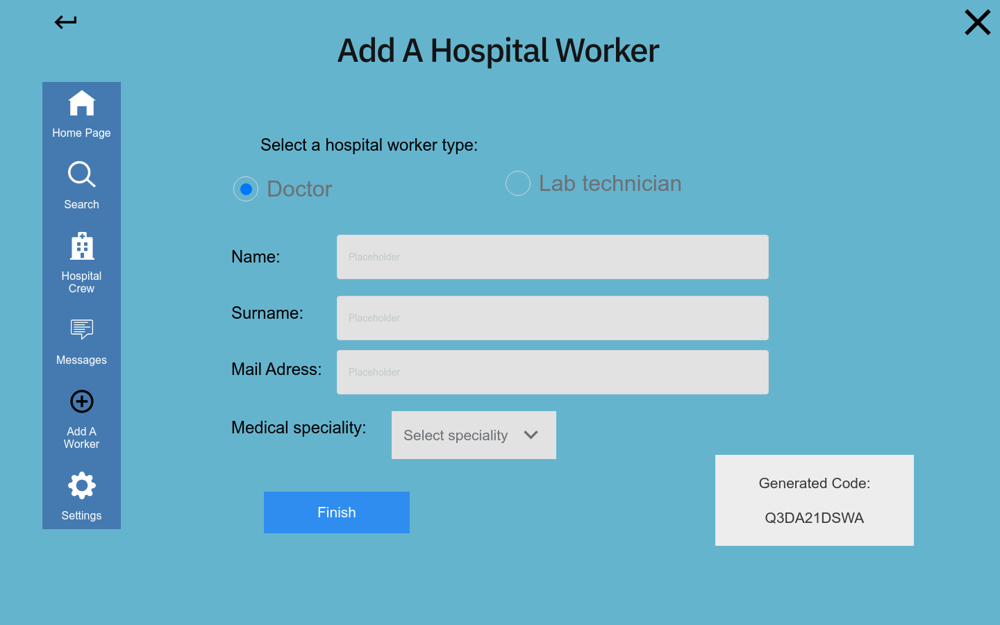 Add A Hospital Worker
Home Page
Search
Hospital
Crew
Messages
Add A
Worker
Settings
Select a hospital worker type:
Doctor
Lab technician
Name:
Placeholder
Surname:
Placeholder
Mail Adress:
Placeholder
Medical speciality:
Select speciality
Finish
Generated Code:
Q3DA21DSWA